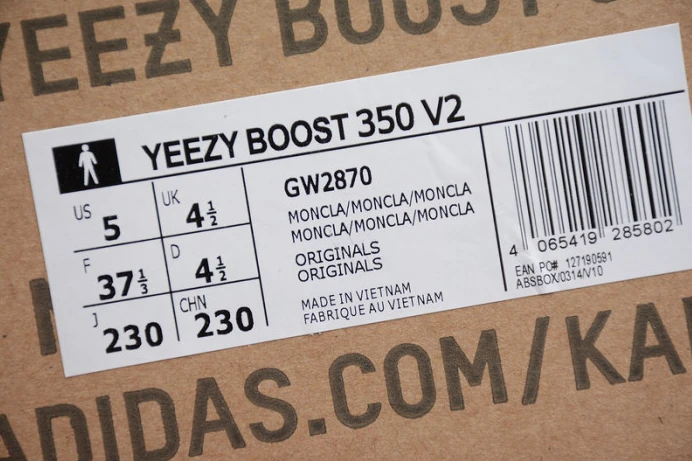 YEEZY BOOST
YEEZY BOOST 350 V2
US 5 UK 4½
F 37⅓ D 4½
J 230 CHN 230
GW2870
MONCLA/MONCLA/MONCLA
MONCLA/MONCLA/MONCLA
ORIGINALS
ORIGINALS
MADE IN VIETNAM
FABRIQUE AU VIETNAM
4 065419 285802
EAN PO# 127190591
ABSBOX/0314/V10
ADIDAS.COM/KA